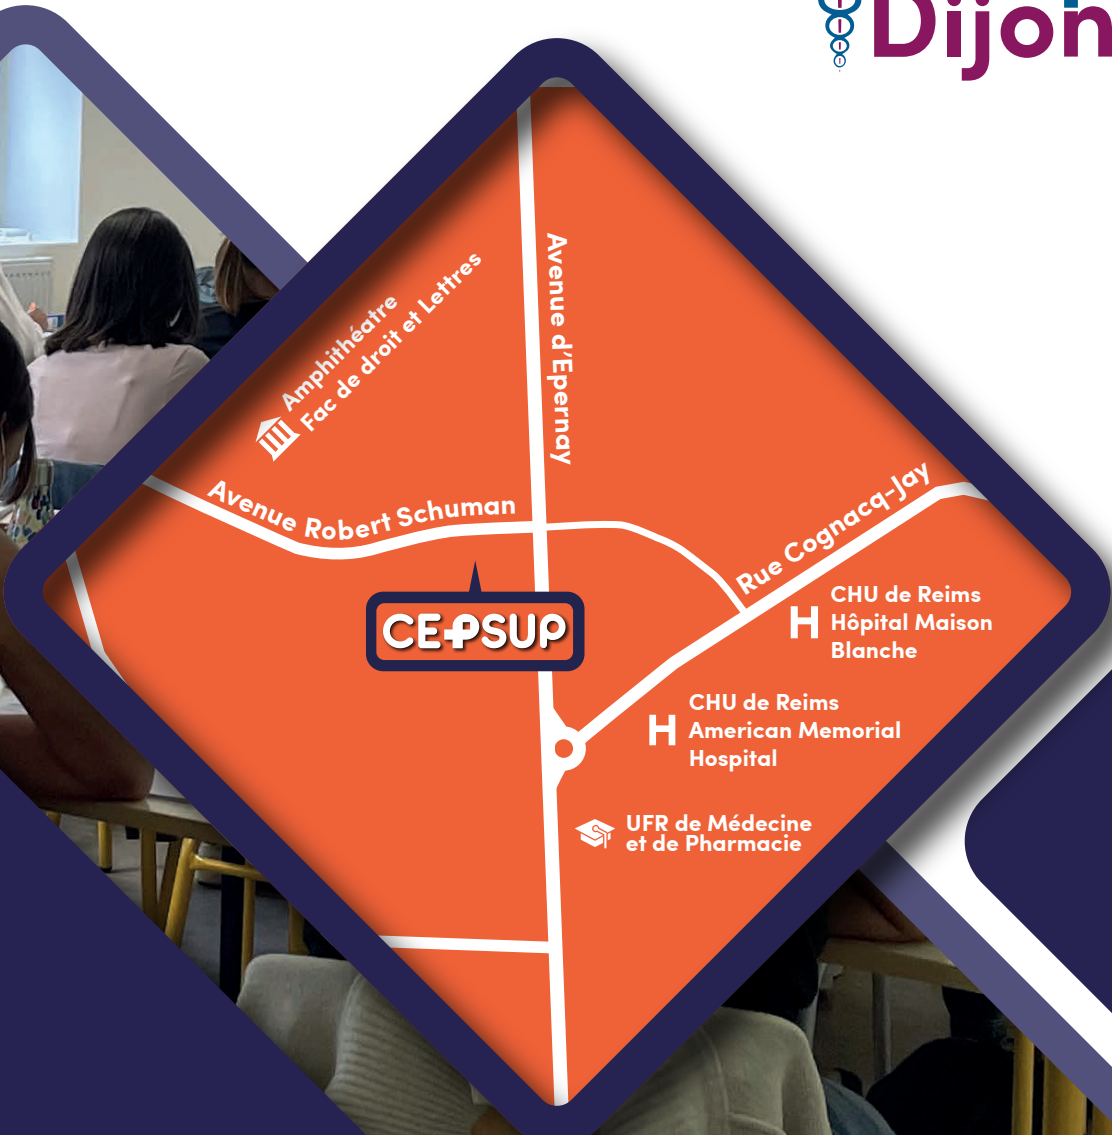 Dijon
Amphithéatre
Fac de droit et Lettres
Avenue d'Epernay
Avenue Robert Schuman
Rue Cognacq-Jay
CEPSUP
H
CHU de Reims
Hôpital Maison
Blanche
H
CHU de Reims
American Memorial
Hospital
UFR de Médecine
et de Pharmacie